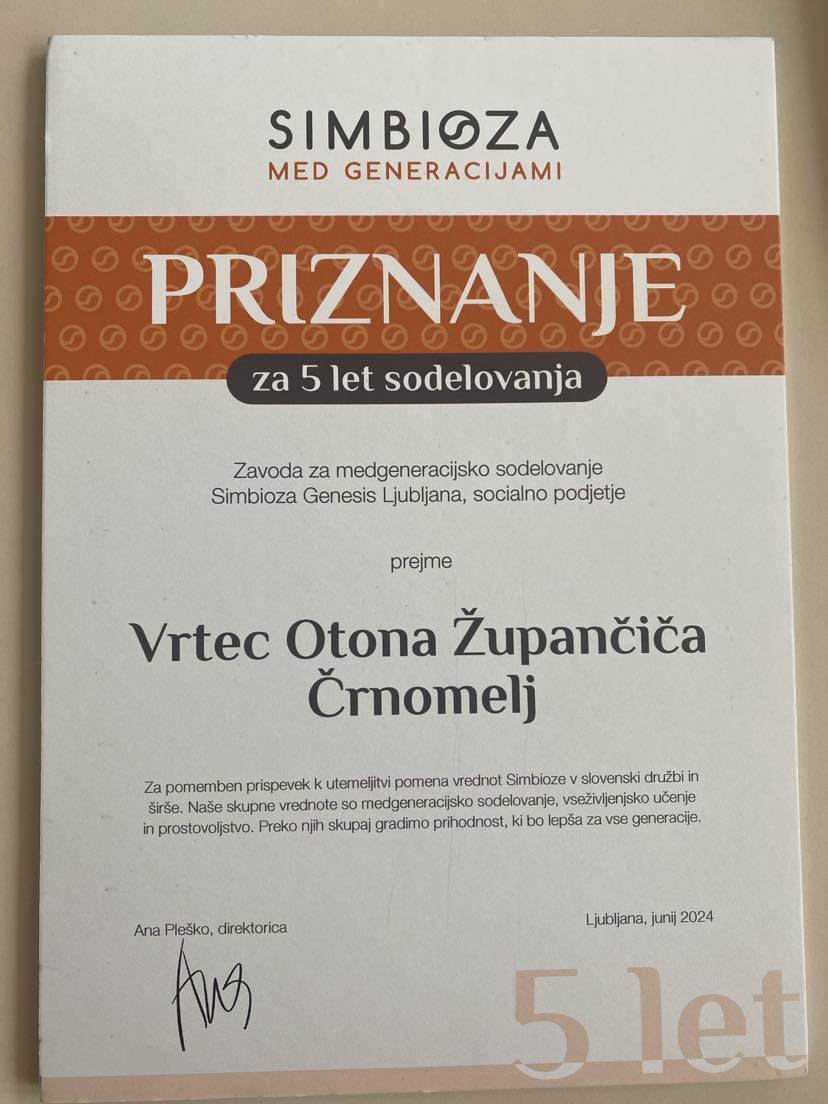 SIMBIOZA
MED GENERACIJAMI
PRIZNANJE
za 5 let sodelovanja
Zavoda za medgeneracijsko sodelovanje
Simbioza Genesis Ljubljana, socialno podjetje
prejme
Vrtec Otona Župančiča
Črnomelj
Za pomemben prispevek k utemeljitvi pomena vrednot Simbioze v slovenski družbi in
širše. Naše skupne vrednote so medgeneracijsko sodelovanje, vseživljenjsko učenje
in prostovoljstvo. Preko njih skupaj gradimo prihodnost, ki bo lepša za vse generacije.
Ana Pleško, direktorica
Ljubljana, junij 2024
Ana
5 let